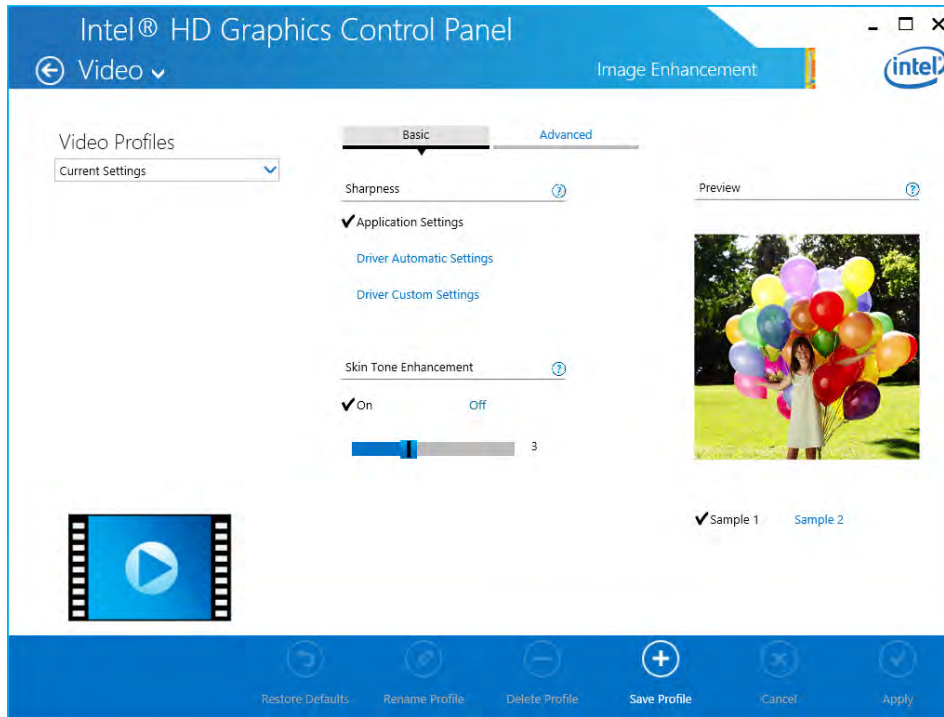 Intel® HD Graphics Control Panel
Video
Image Enhancement
intel
Video Profiles
Current Settings
Basic
Advanced
Sharpness
?
Application Settings
Driver Automatic Settings
Driver Custom Settings
Skin Tone Enhancement
?
On
Off
3
Preview
?
Sample 1
Sample 2
Restore Defaults
Rename Profile
Delete Profile
Save Profile
Cancel
Apply